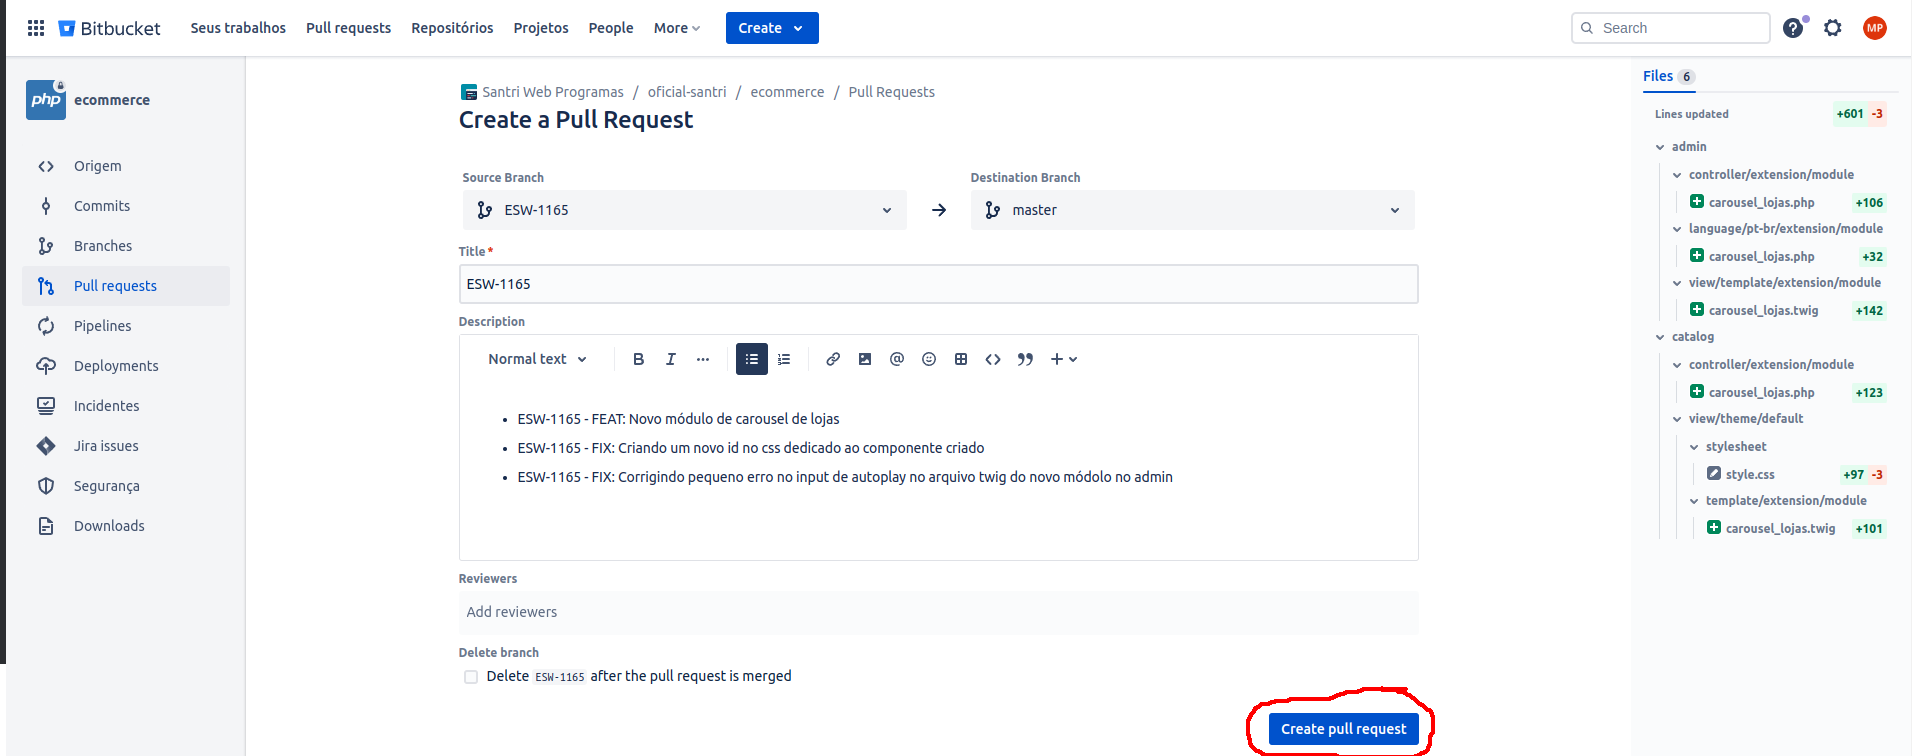 Bitbucket Seus trabalhos Pull requests Repositórios Projetos People More Create Search MP
php ecommerce
Origem
Commits
Branches
Pull requests
Pipelines
Deployments
Incidentes
Jira issues
Segurança
Downloads
Santri Web Programas / oficial-santri / ecommerce / Pull Requests
Create a Pull Request
Source Branch Destination Branch
ESW-1165 master
Title *
ESW-1165
Description
Normal text B I
ESW-1165 - FEAT: Novo módulo de carousel de lojas
ESW-1165 - FIX: Criando um novo id no css dedicado ao componente criado
ESW-1165 - FIX: Corrigindo pequeno erro no input de autoplay no arquivo twig do novo módolo no admin
Reviewers
Add reviewers
Delete branch
Delete ESW-1165 after the pull request is merged
Create pull request
Files 6
Lines updated +601 -3
admin
controller/extension/module
carousel_lojas.php +106
language/pt-br/extension/module
carousel_lojas.php +32
view/template/extension/module
carousel_lojas.twig +142
catalog
controller/extension/module
carousel_lojas.php +123
view/theme/default
stylesheet
style.css +97 -3
template/extension/module
carousel_lojas.twig +101